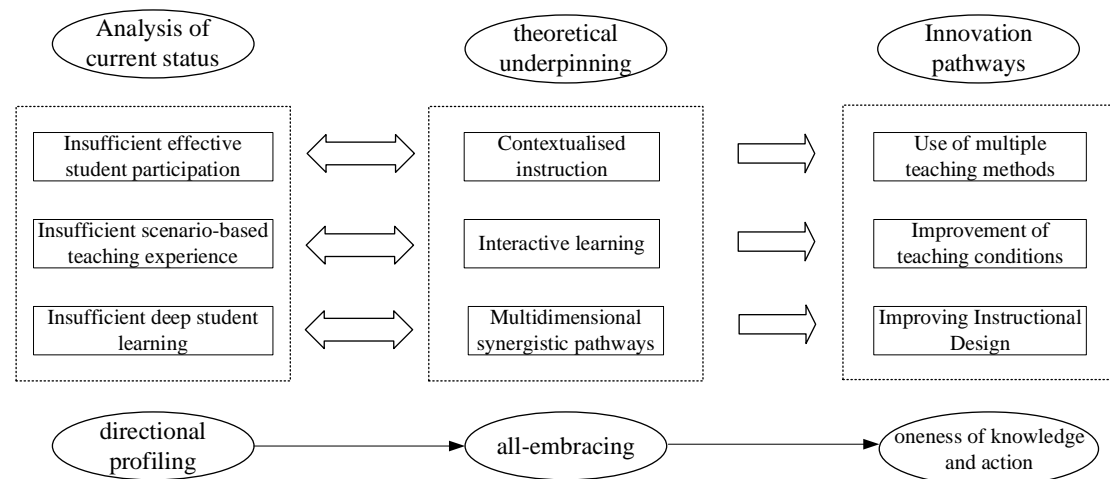 Analysis of
current status
theoretical
underpinning
Innovation
pathways
Insufficient effective
student participation
Contextualised
instruction
Use of multiple
teaching methods
Insufficient scenario-based
teaching experience
Interactive learning
Improvement of
teaching conditions
Insufficient deep student
learning
Multidimensional
synergistic pathways
Improving Instructional
Design
directional
profiling
all-embracing
oneness of knowledge
and action